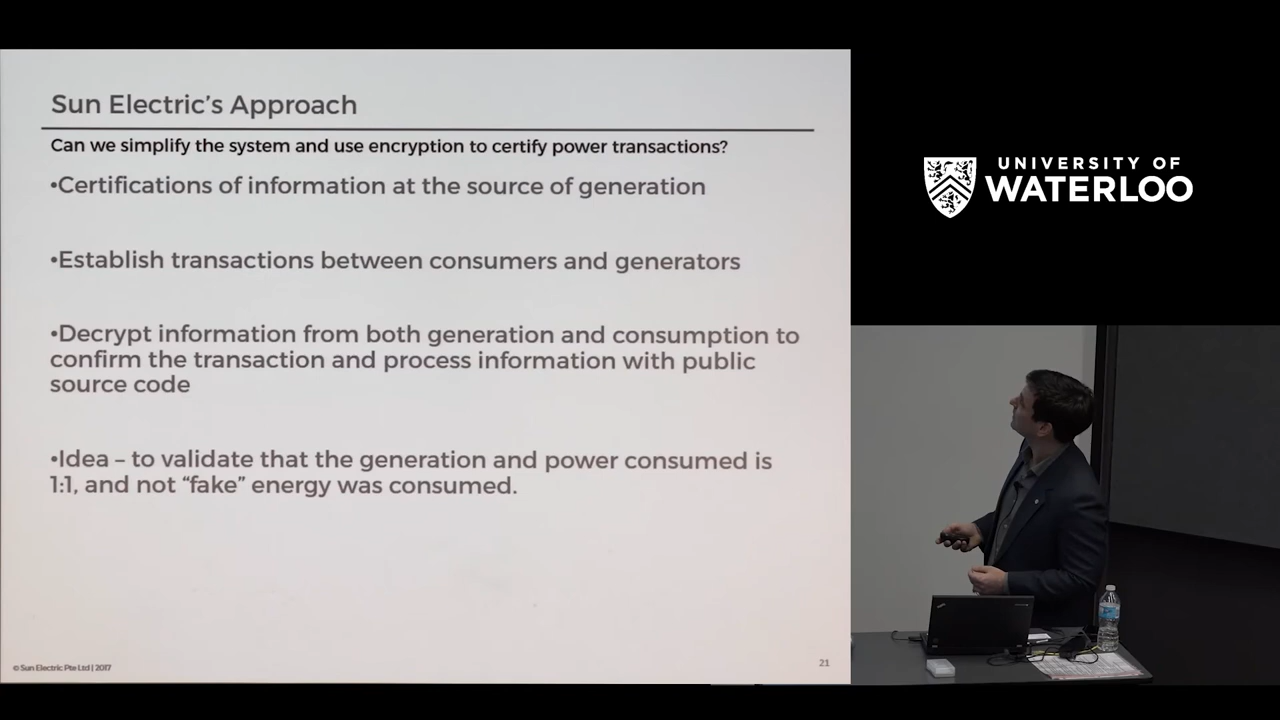 Sun Electric's Approach
Can we simplify the system and use encryption to certify power transactions?
•Certifications of information at the source of generation
•Establish transactions between consumers and generators
•Decrypt information from both generation and consumption to
confirm the transaction and process information with public
source code
•Idea – to validate that the generation and power consumed is
1:1, and not “fake” energy was consumed.
© Sun Electric Pte Ltd | 2017
21
UNIVERSITY OF
WATERLOO